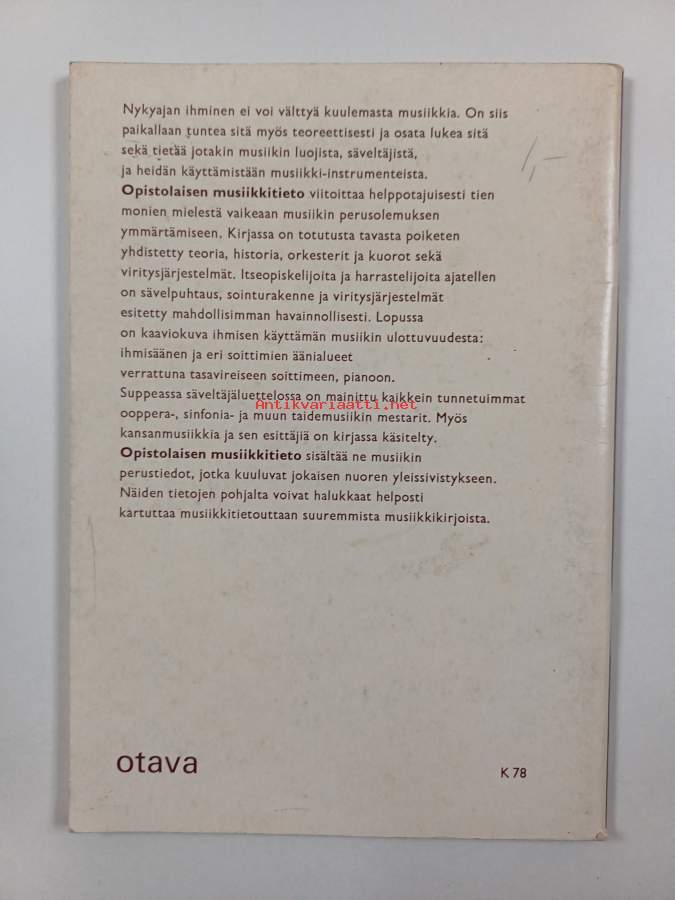 Nykyajan ihminen ei voi välttyä kuulemasta musiikkia. On siis
paikallaan tuntea sitä myös teoreettisesti ja osata lukea sitä
sekä tietää jotakin musiikin luojista, säveltäjistä,
ja heidän käyttämistään musiikki-instrumenteista.
1,-
Opistolaisen musiikkitieto viitoittaa helppotajuisesti tien
monien mielestä vaikeaan musiikin perusolemuksen
ymmärtämiseen. Kirjassa on totutusta tavasta poiketen
yhdistetty teoria, historia, orkesterit ja kuorot sekä
viritysjärjestelmät. Itseopiskelijoita ja harrastelijoita ajatellen
on sävelpuhtaus, sointurakenne ja viritysjärjestelmät
esitetty mahdollisimman havainnollisesti. Lopussa
on kaaviokuva ihmisen käyttämän musiikin ulottuvuudesta:
ihmisäänen ja eri soittimien äänialueet
verrattuna tasavireiseen soittimeen, pianoon.
Suppeassa säveltäjäluettelossa on mainittu kaikkein tunnetuimmat
Antikvariaatti.net
ooppera-, sinfonia- ja muun taidemusiikin mestarit. Myös
kansanmusiikkia ja sen esittäjiä on kirjassa käsitelty.
Opistolaisen musiikkitieto sisältää ne musiikin
perustiedot, jotka kuuluvat jokaisen nuoren yleissivistykseen.
Näiden tietojen pohjalta voivat halukkaat helposti
kartuttaa musiikkitietouttaan suuremmista musiikkikirjoista.
otava
K 78